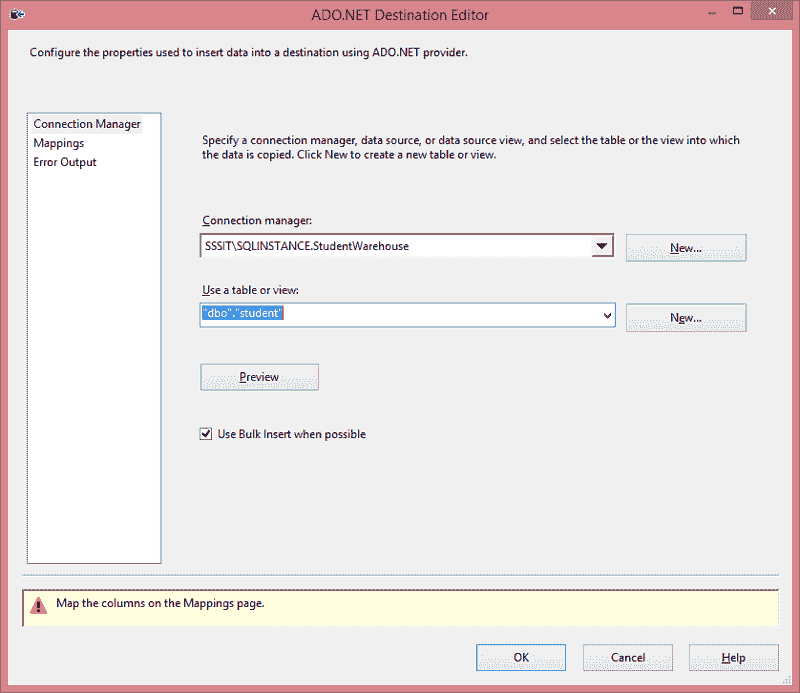 ADO.NET Destination Editor
Configure the properties used to insert data into a destination using ADO.NET provider.
Connection Manager
Mappings
Error Output
Specify a connection manager, data source, or data source view, and select the table or the view into which
the data is copied. Click New to create a new table or view.
Connection manager:
SSSIT\SQLINSTANCE.StudentWarehouse
New...
Use a table or view:
"dbo"."student"
New...
Preview
Use Bulk Insert when possible
Map the columns on the Mappings page.
OK
Cancel
Help